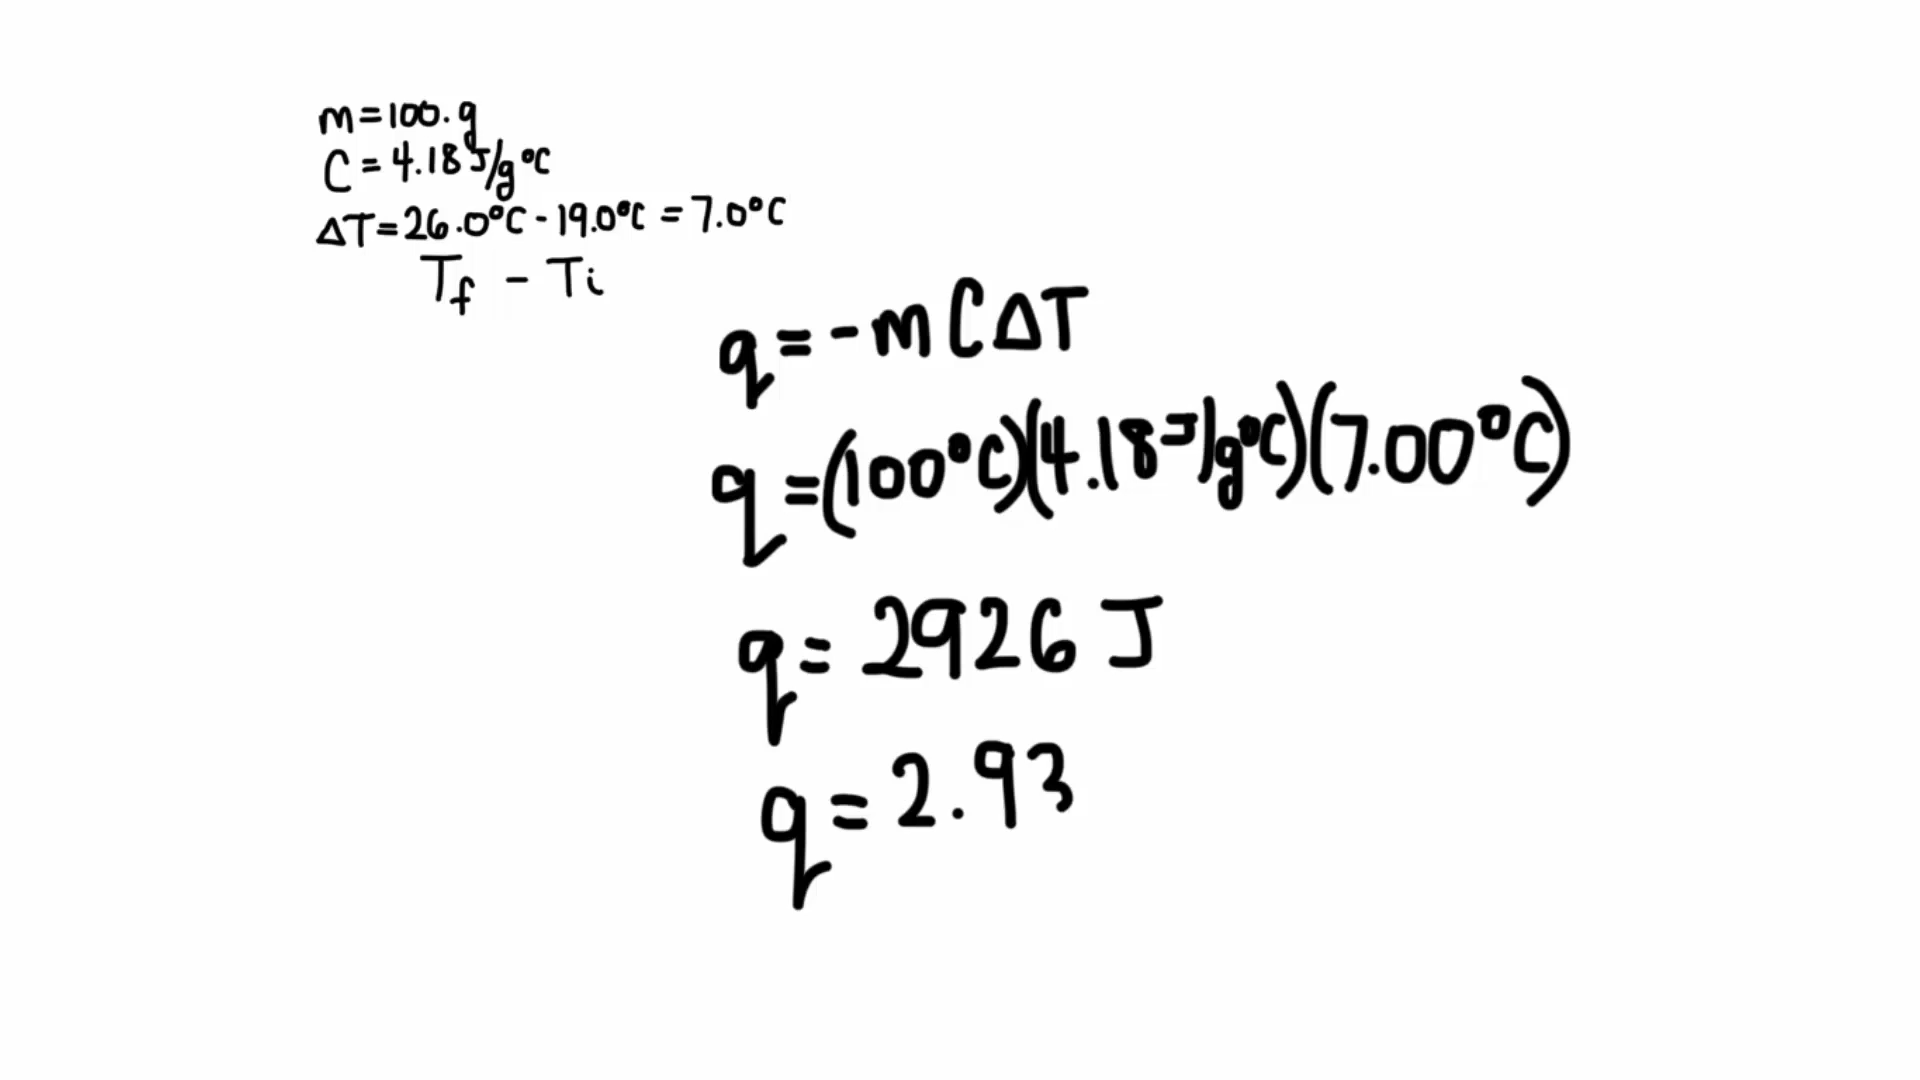 m=100.g
C = 4.18 J/g°C
ΔT=26.0°C - 19.0°C = 7.0°C
Tf - Ti
q=-mCΔT
q=(100°C)(4.18J/g°C)(7.00°C)
q= 2926 J
q= 2.93